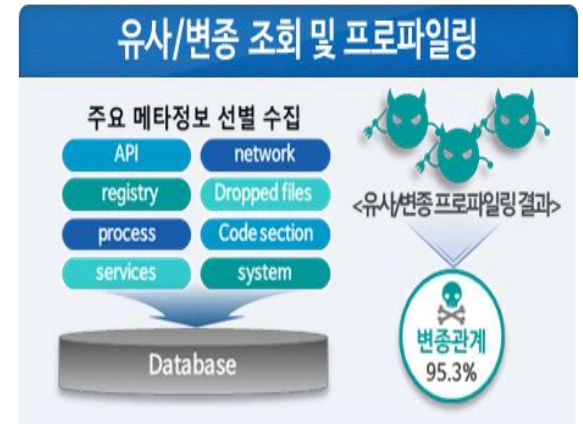 유사/변종 조회 및 프로파일링
주요 메타정보 선별 수집
API
network
registry
Dropped files
process
Code section
services
system
Database
<유사/변종 프로파일링 결과>
변종관계
95.3%